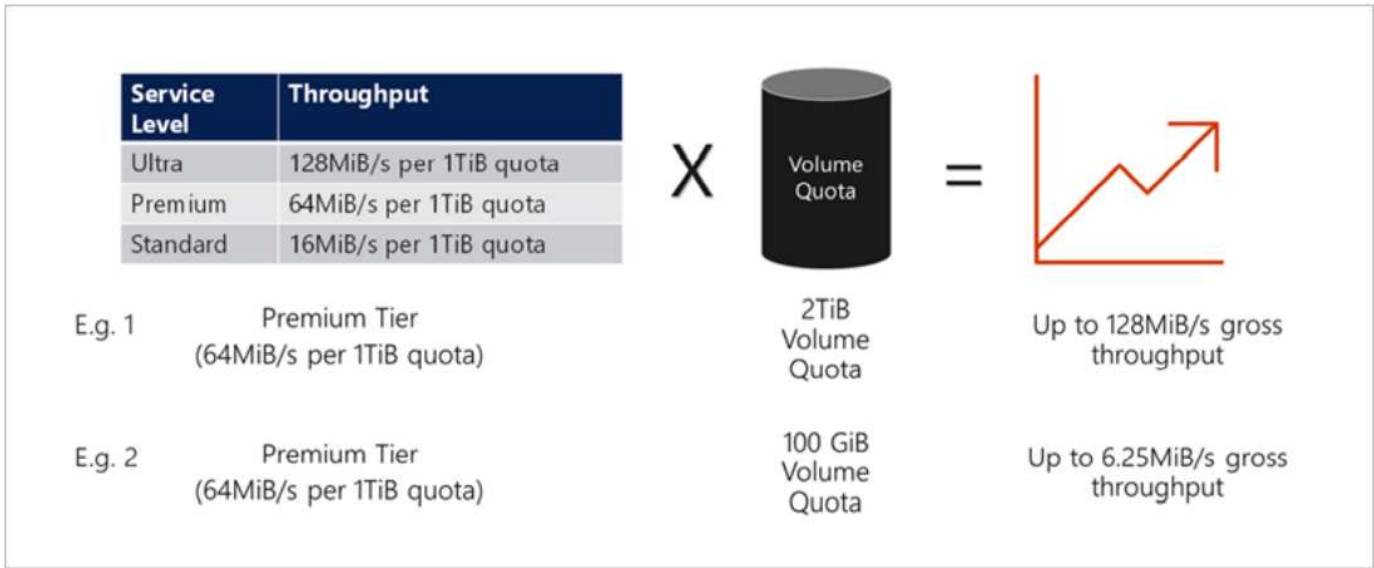 Service Level
Throughput
Ultra
128MiB/s per 1TiB quota
Premium
64MiB/s per 1TiB quota
Standard
16MiB/s per 1TiB quota
X
Volume
Quota
=
E.g. 1
Premium Tier
(64MiB/s per 1TiB quota)
2TiB
Volume
Quota
Up to 128MiB/s gross
throughput
E.g. 2
Premium Tier
(64MiB/s per 1TiB quota)
100 GiB
Volume
Quota
Up to 6.25MiB/s gross
throughput